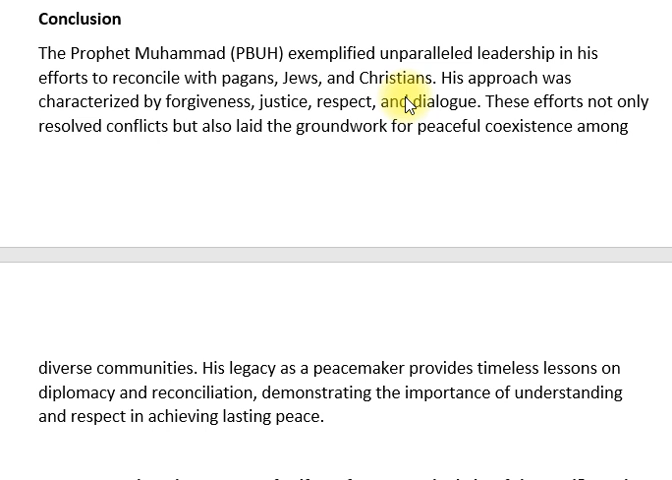 Conclusion
The Prophet Muhammad (PBUH) exemplified unparalleled leadership in his
efforts to reconcile with pagans, Jews, and Christians. His approach was
characterized by forgiveness, justice, respect, and dialogue. These efforts not only
resolved conflicts but also laid the groundwork for peaceful coexistence among
diverse communities. His legacy as a peacemaker provides timeless lessons on
diplomacy and reconciliation, demonstrating the importance of understanding
and respect in achieving lasting peace.